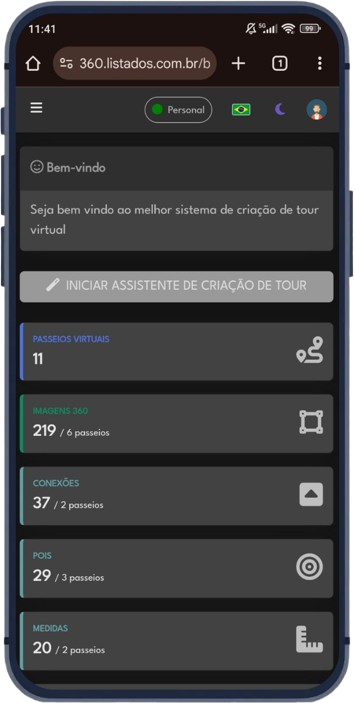 11:41
5G
99
360.listados.com.br/b
1
Personal
Bem-vindo
Seja bem vindo ao melhor sistema de criação de tour
virtual
INICIAR ASSISTENTE DE CRIAÇÃO DE TOUR
PASSEIOS VIRTUAIS
11
IMAGENS 360
219 / 6 passeios
CONEXÕES
37 / 2 passeios
POIS
29 / 3 passeios
MEDIDAS
20 / 2 passeios